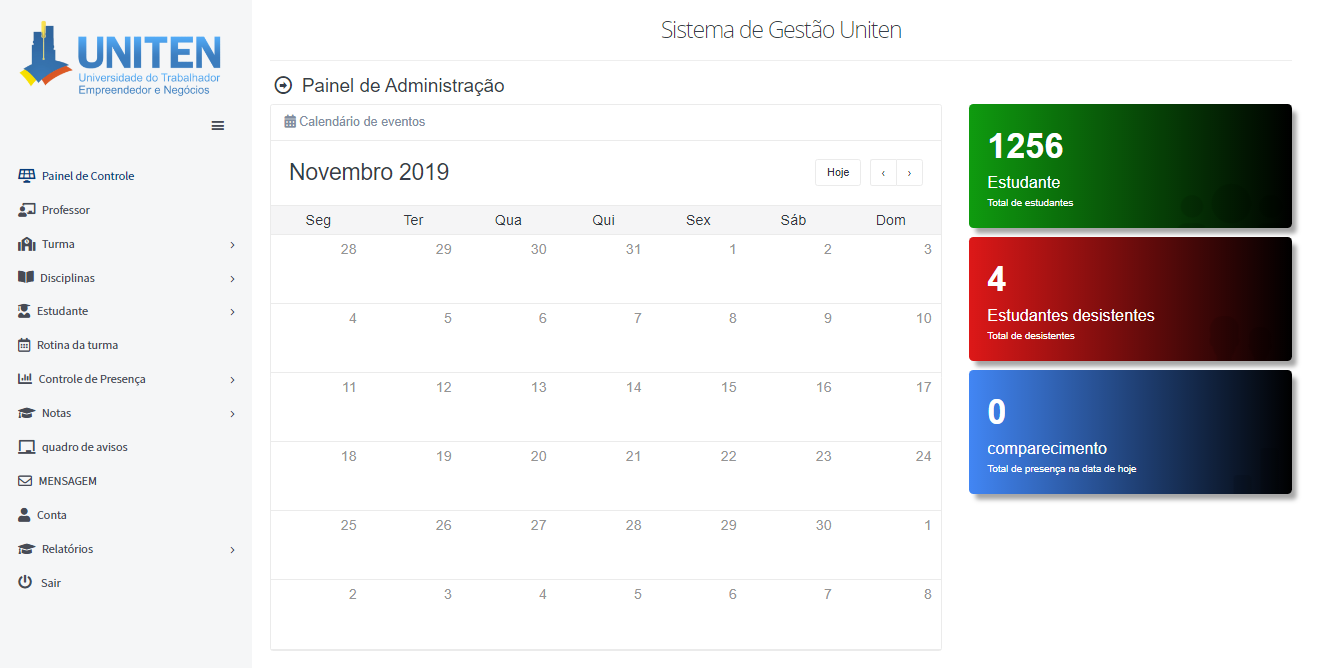 UNITEN
Universidade do Trabalhador
Empreendedor e Negócios
Painel de Controle
Professor
Turma
Disciplinas
Estudante
Rotina da turma
Controle de Presença
Notas
quadro de avisos
MENSAGEM
Conta
Relatórios
Sair
Sistema de Gestão Uniten
Painel de Administração
Calendário de eventos
Novembro 2019
Hoje ‹ ›
Seg Ter Qua Qui Sex Sáb Dom
28 29 30 31 1 2 3
4 5 6 7 8 9 10
11 12 13 14 15 16 17
18 19 20 21 22 23 24
25 26 27 28 29 30 1
2 3 4 5 6 7 8
1256
Estudante
Total de estudantes
4
Estudantes desistentes
Total de desistentes
0
comparecimento
Total de presença na data de hoje